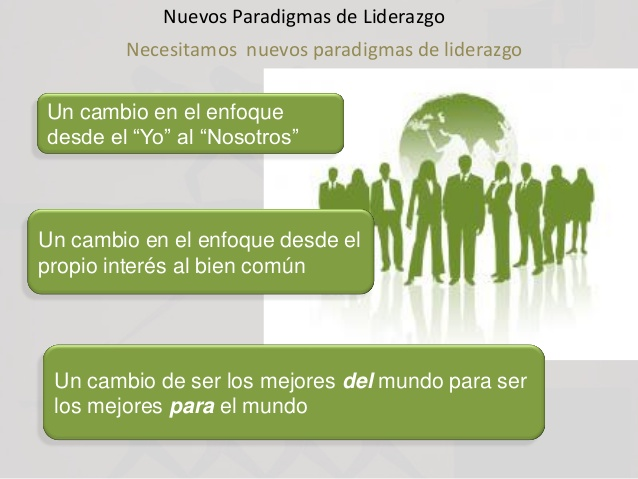 Nuevos Paradigmas de Liderazgo
Necesitamos nuevos paradigmas de liderazgo
Un cambio en el enfoque
desde el “Yo” al “Nosotros”
Un cambio en el enfoque desde el
propio interés al bien común
Un cambio de ser los mejores del mundo para ser
los mejores para el mundo